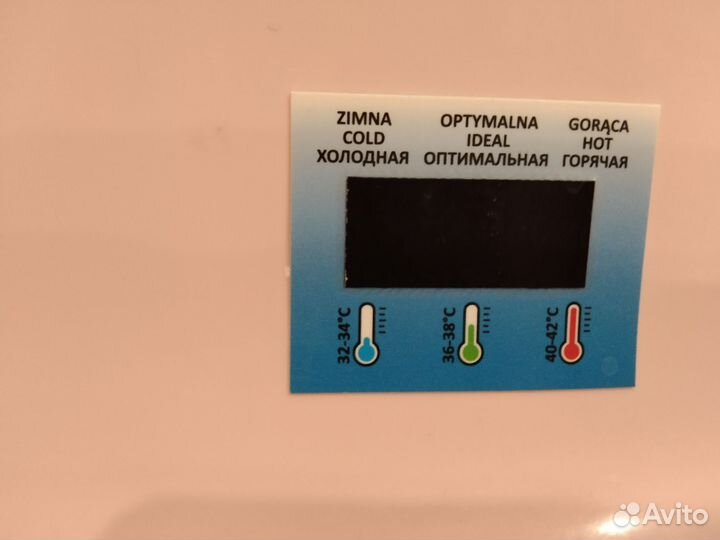 ZIMNA
COLD
ХОЛОДНАЯ
OPTYMALNA
IDEAL
ОПТИМАЛЬНАЯ
GORĄCA
HOT
ГОРЯЧАЯ
32-34°C
36-38°C
40-42°C
Avito